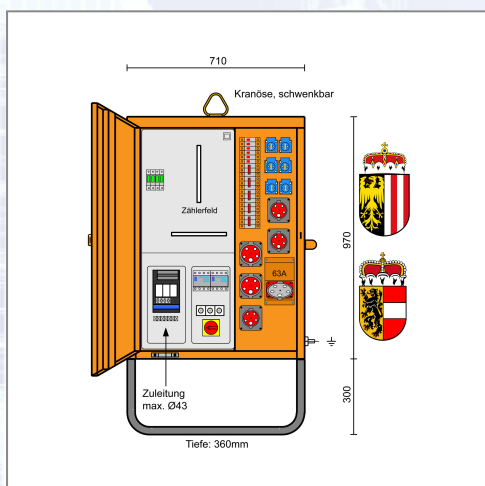 710
Kranöse, schwenkbar
Zählerfeld
970
63A
Zuleitung
max. Ø43
300
Tiefe: 360mm